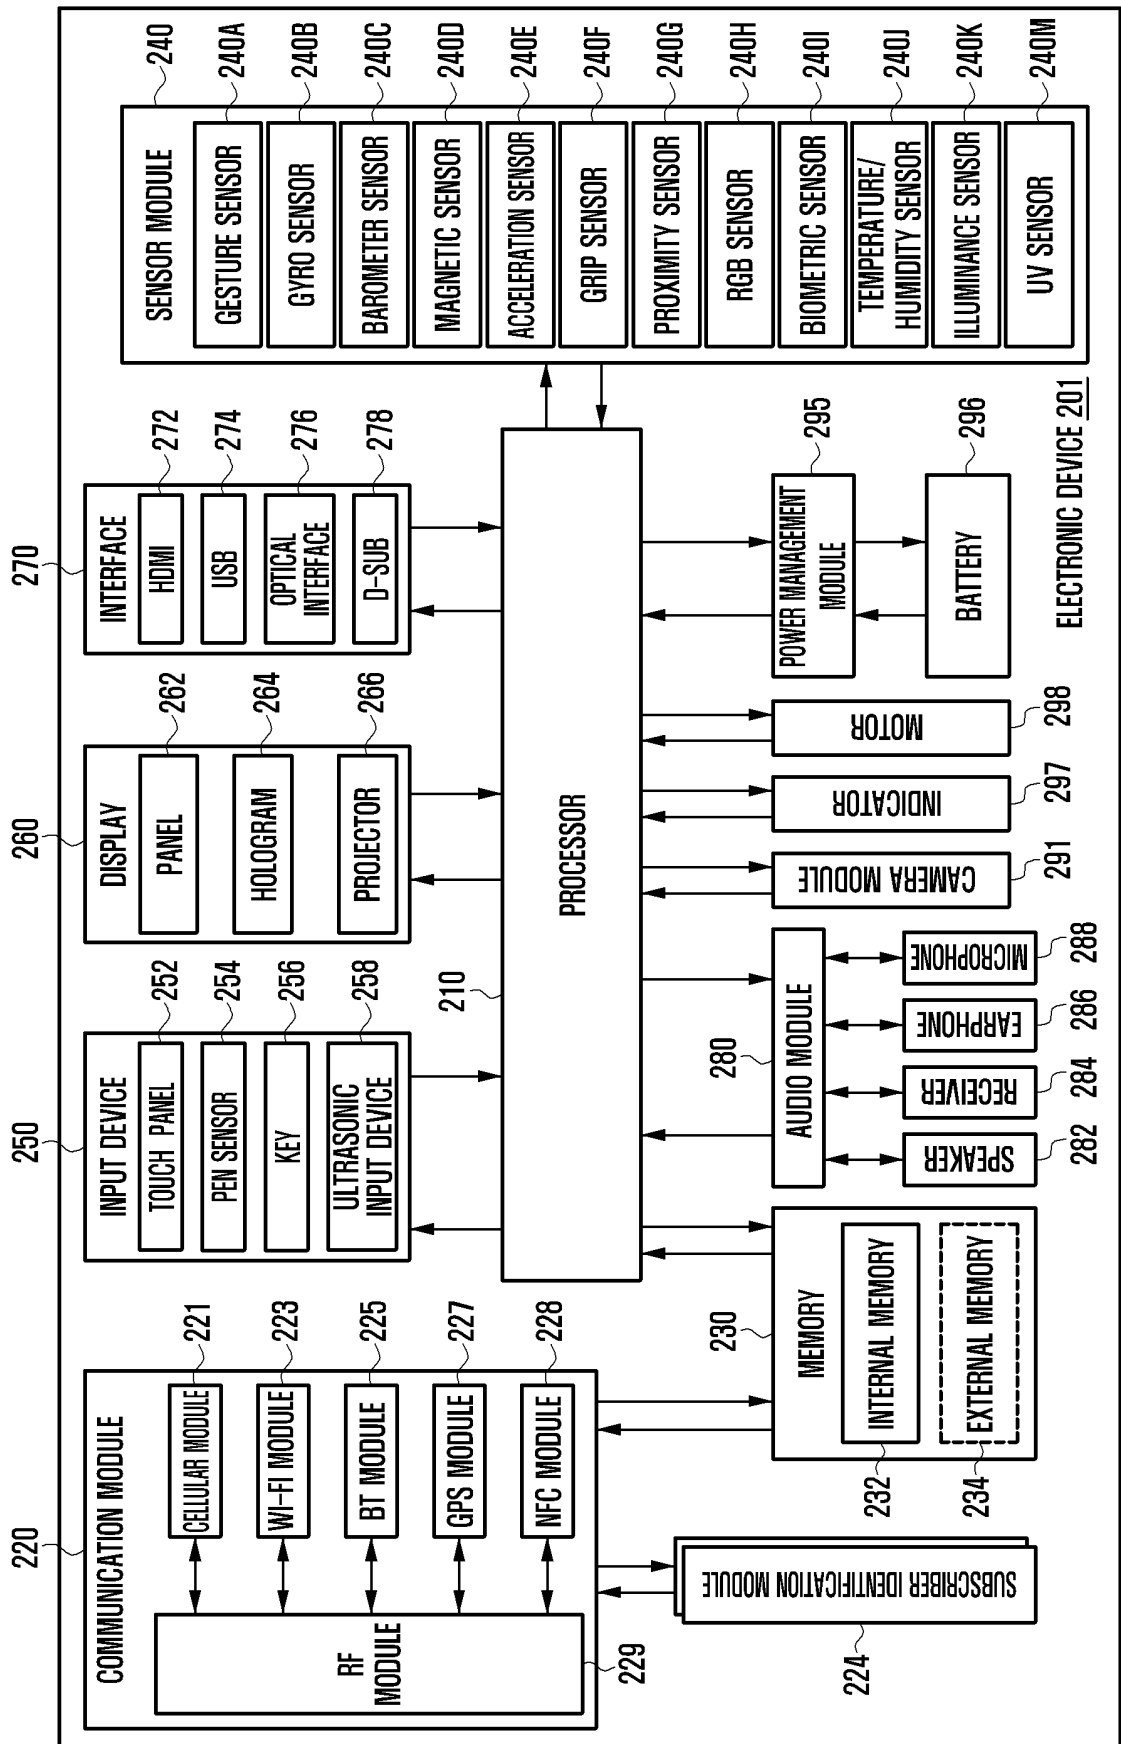 220
COMMUNICATION MODULE
RF
MODULE
229
CELLULAR MODULE
221
WI-FI MODULE
223
BT MODULE
225
GPS MODULE
227
NFC MODULE
228
SUBSCRIBER IDENTIFICATION MODULE
224
250
INPUT DEVICE
TOUCH PANEL
252
PEN SENSOR
254
KEY
256
ULTRASONIC
INPUT DEVICE
258
260
DISPLAY
PANEL
262
HOLOGRAM
264
PROJECTOR
266
270
INTERFACE
HDMI
272
USB
274
OPTICAL
INTERFACE
276
D-SUB
278
210
PROCESSOR
230
MEMORY
INTERNAL MEMORY
232
EXTERNAL MEMORY
234
280
AUDIO MODULE
SPEAKER
282
RECEIVER
284
EARPHONE
286
MICROPHONE
288
CAMERA MODULE
291
INDICATOR
297
MOTOR
298
POWER MANAGEMENT
MODULE
295
BATTERY
296
SENSOR MODULE
240
GESTURE SENSOR
240A
GYRO SENSOR
240B
BAROMETER SENSOR
240C
MAGNETIC SENSOR
240D
ACCELERATION SENSOR
240E
GRIP SENSOR
240F
PROXIMITY SENSOR
240G
RGB SENSOR
240H
BIOMETRIC SENSOR
240I
TEMPERATURE/
HUMIDITY SENSOR
240J
ILLUMINANCE SENSOR
240K
UV SENSOR
240M
ELECTRONIC DEVICE 201